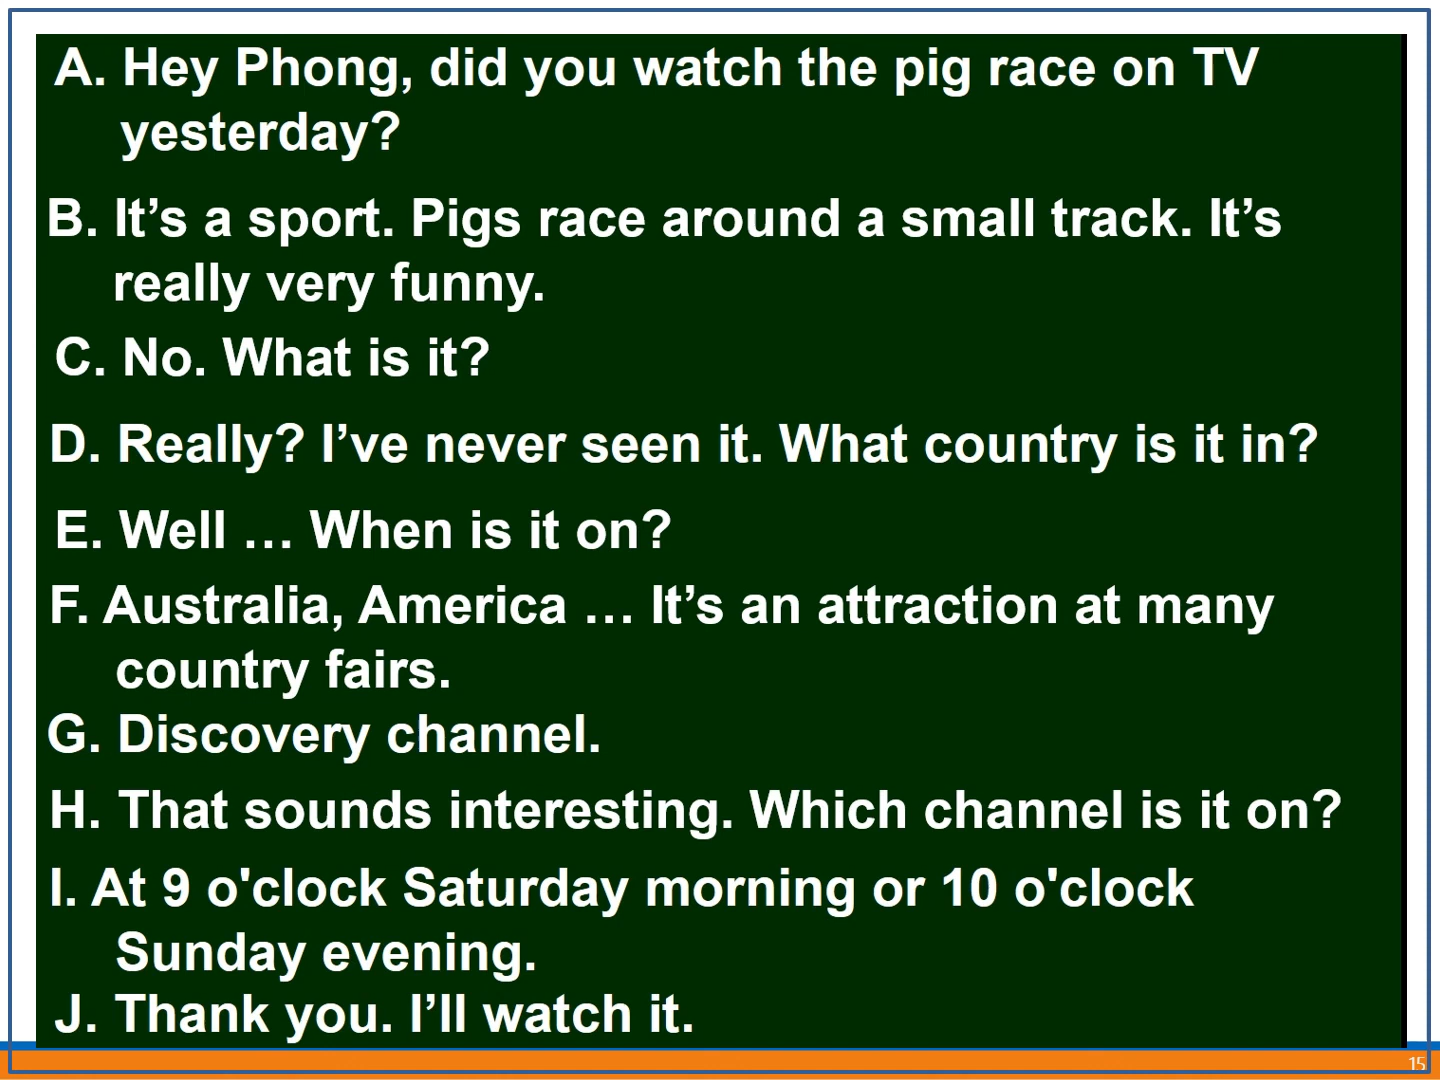 A. Hey Phong, did you watch the pig race on TV
yesterday?
B. It’s a sport. Pigs race around a small track. It’s
really very funny.
C. No. What is it?
D. Really? I’ve never seen it. What country is it in?
E. Well … When is it on?
F. Australia, America … It’s an attraction at many
country fairs.
G. Discovery channel.
H. That sounds interesting. Which channel is it on?
I. At 9 o'clock Saturday morning or 10 o'clock
Sunday evening.
J. Thank you. I’ll watch it.
15